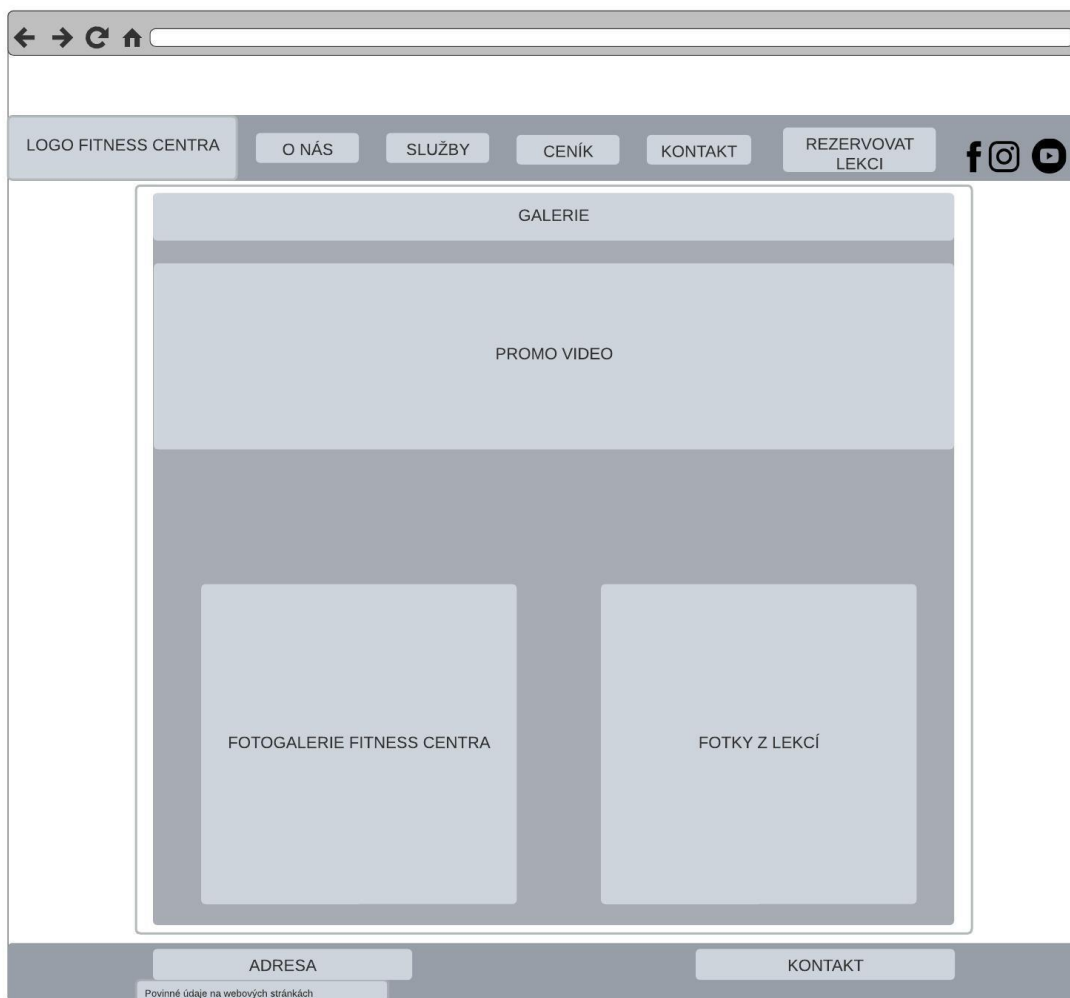 LOGO FITNESS CENTRA
O NÁS
SLUŽBY
CENÍK
KONTAKT
REZERVOVAT
LEKCI
GALERIE
PROMO VIDEO
FOTOGALERIE FITNESS CENTRA
FOTKY Z LEKCÍ
ADRESA
KONTAKT
Povinné údaje na webových stránkách